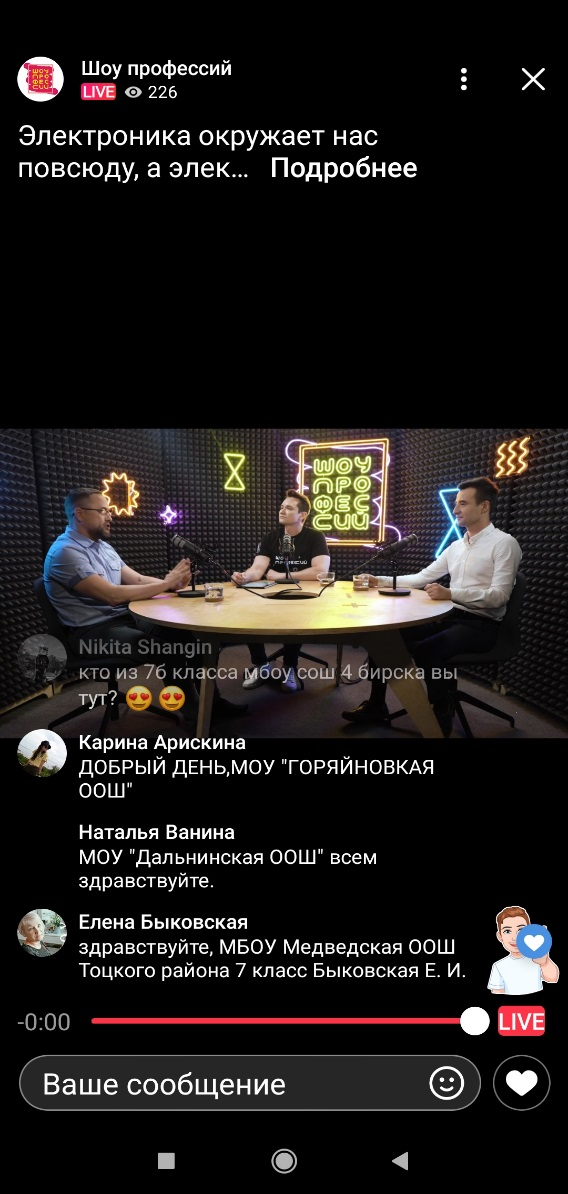 Шоу профессий
LIVE 226
Электроника окружает нас
повсюду, а элек... Подробнее
ШОУ
ПРО
ФЕС
СИЙ
Nikita Shangin
кто из 7б класса мбоу сош 4 бирска вы
тут? 😍 😍
Карина Арискина
ДОБРЫЙ ДЕНЬ,МОУ "ГОРЯЙНОВКАЯ
ООШ"
Наталья Ванина
МОУ "Дальнинская ООШ" всем
здравствуйте.
Елена Быковская
здравствуйте, МБОУ Медведская ООШ
Тоцкого района 7 класс Быковская Е. И.
-0:00 LIVE
Ваше сообщение